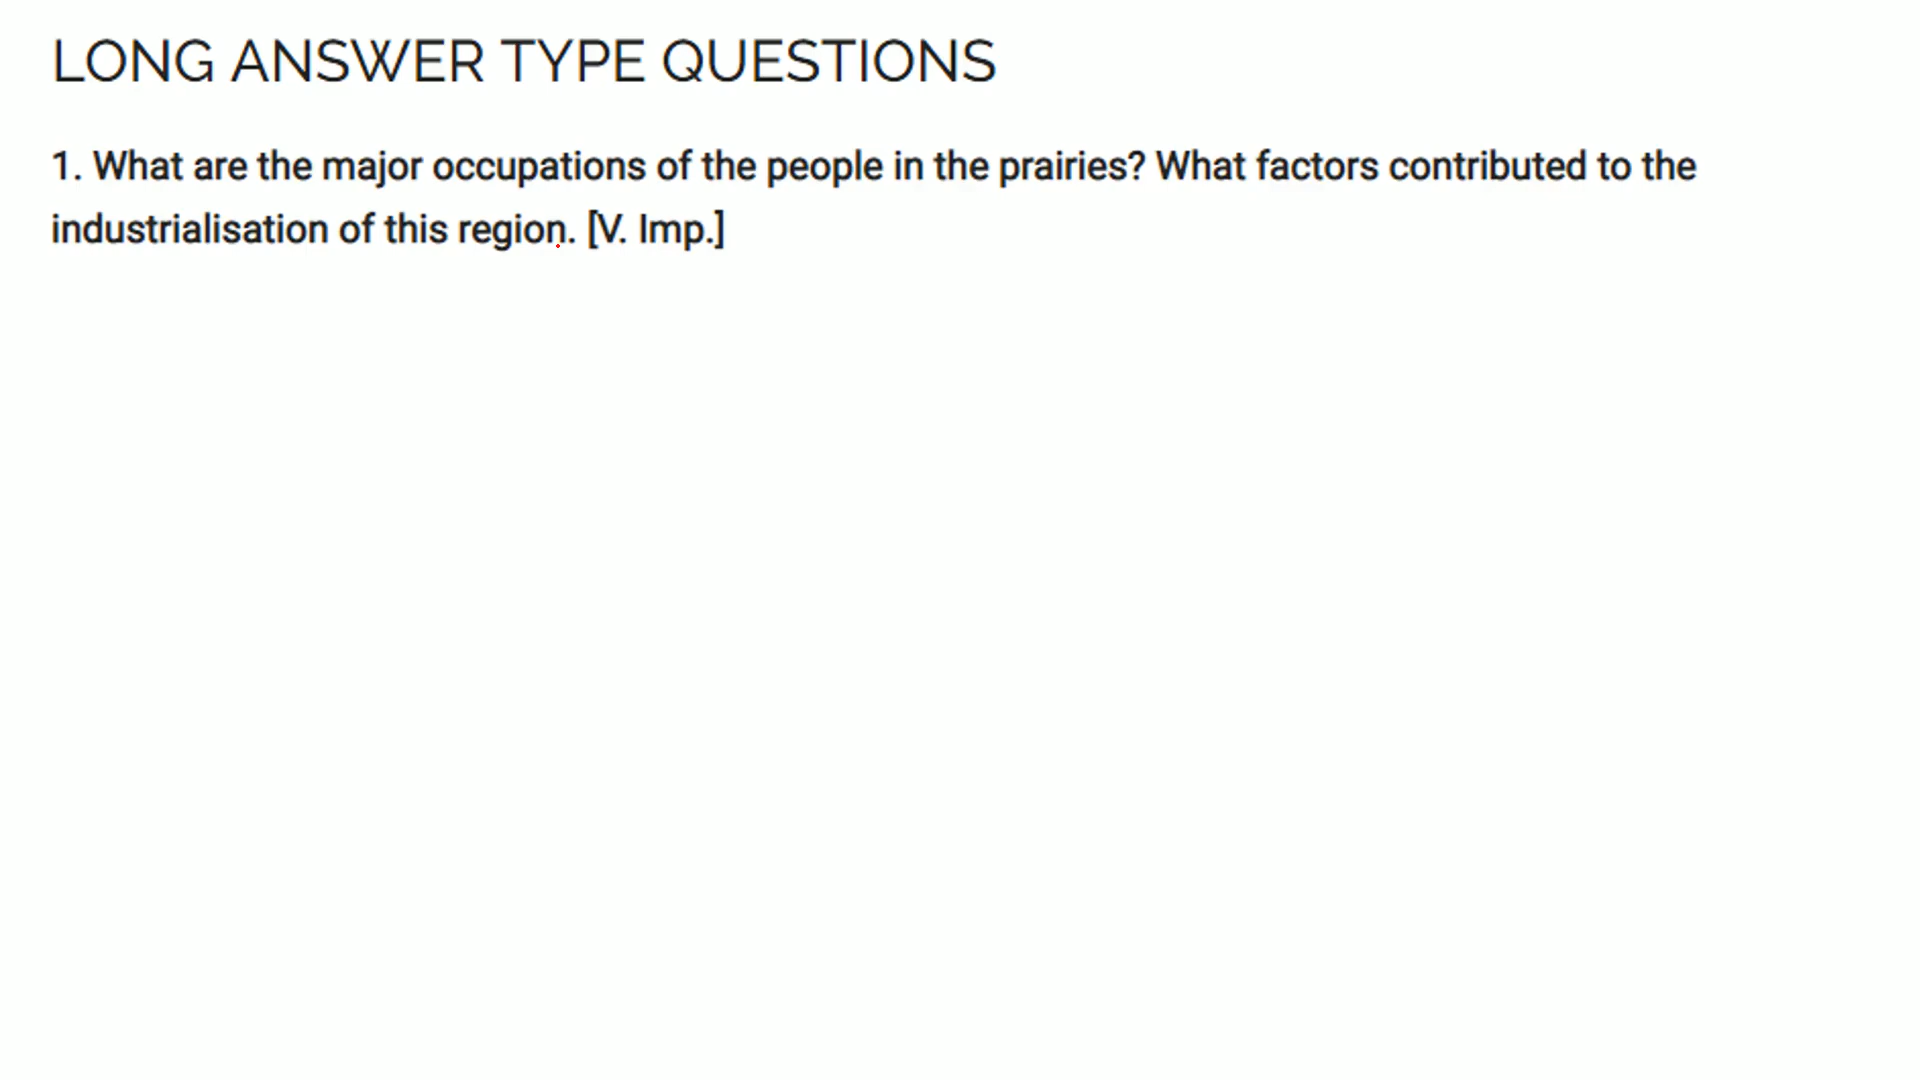 LONG ANSWER TYPE QUESTIONS
1. What are the major occupations of the people in the prairies? What factors contributed to the
industrialisation of this region. [V. Imp.]